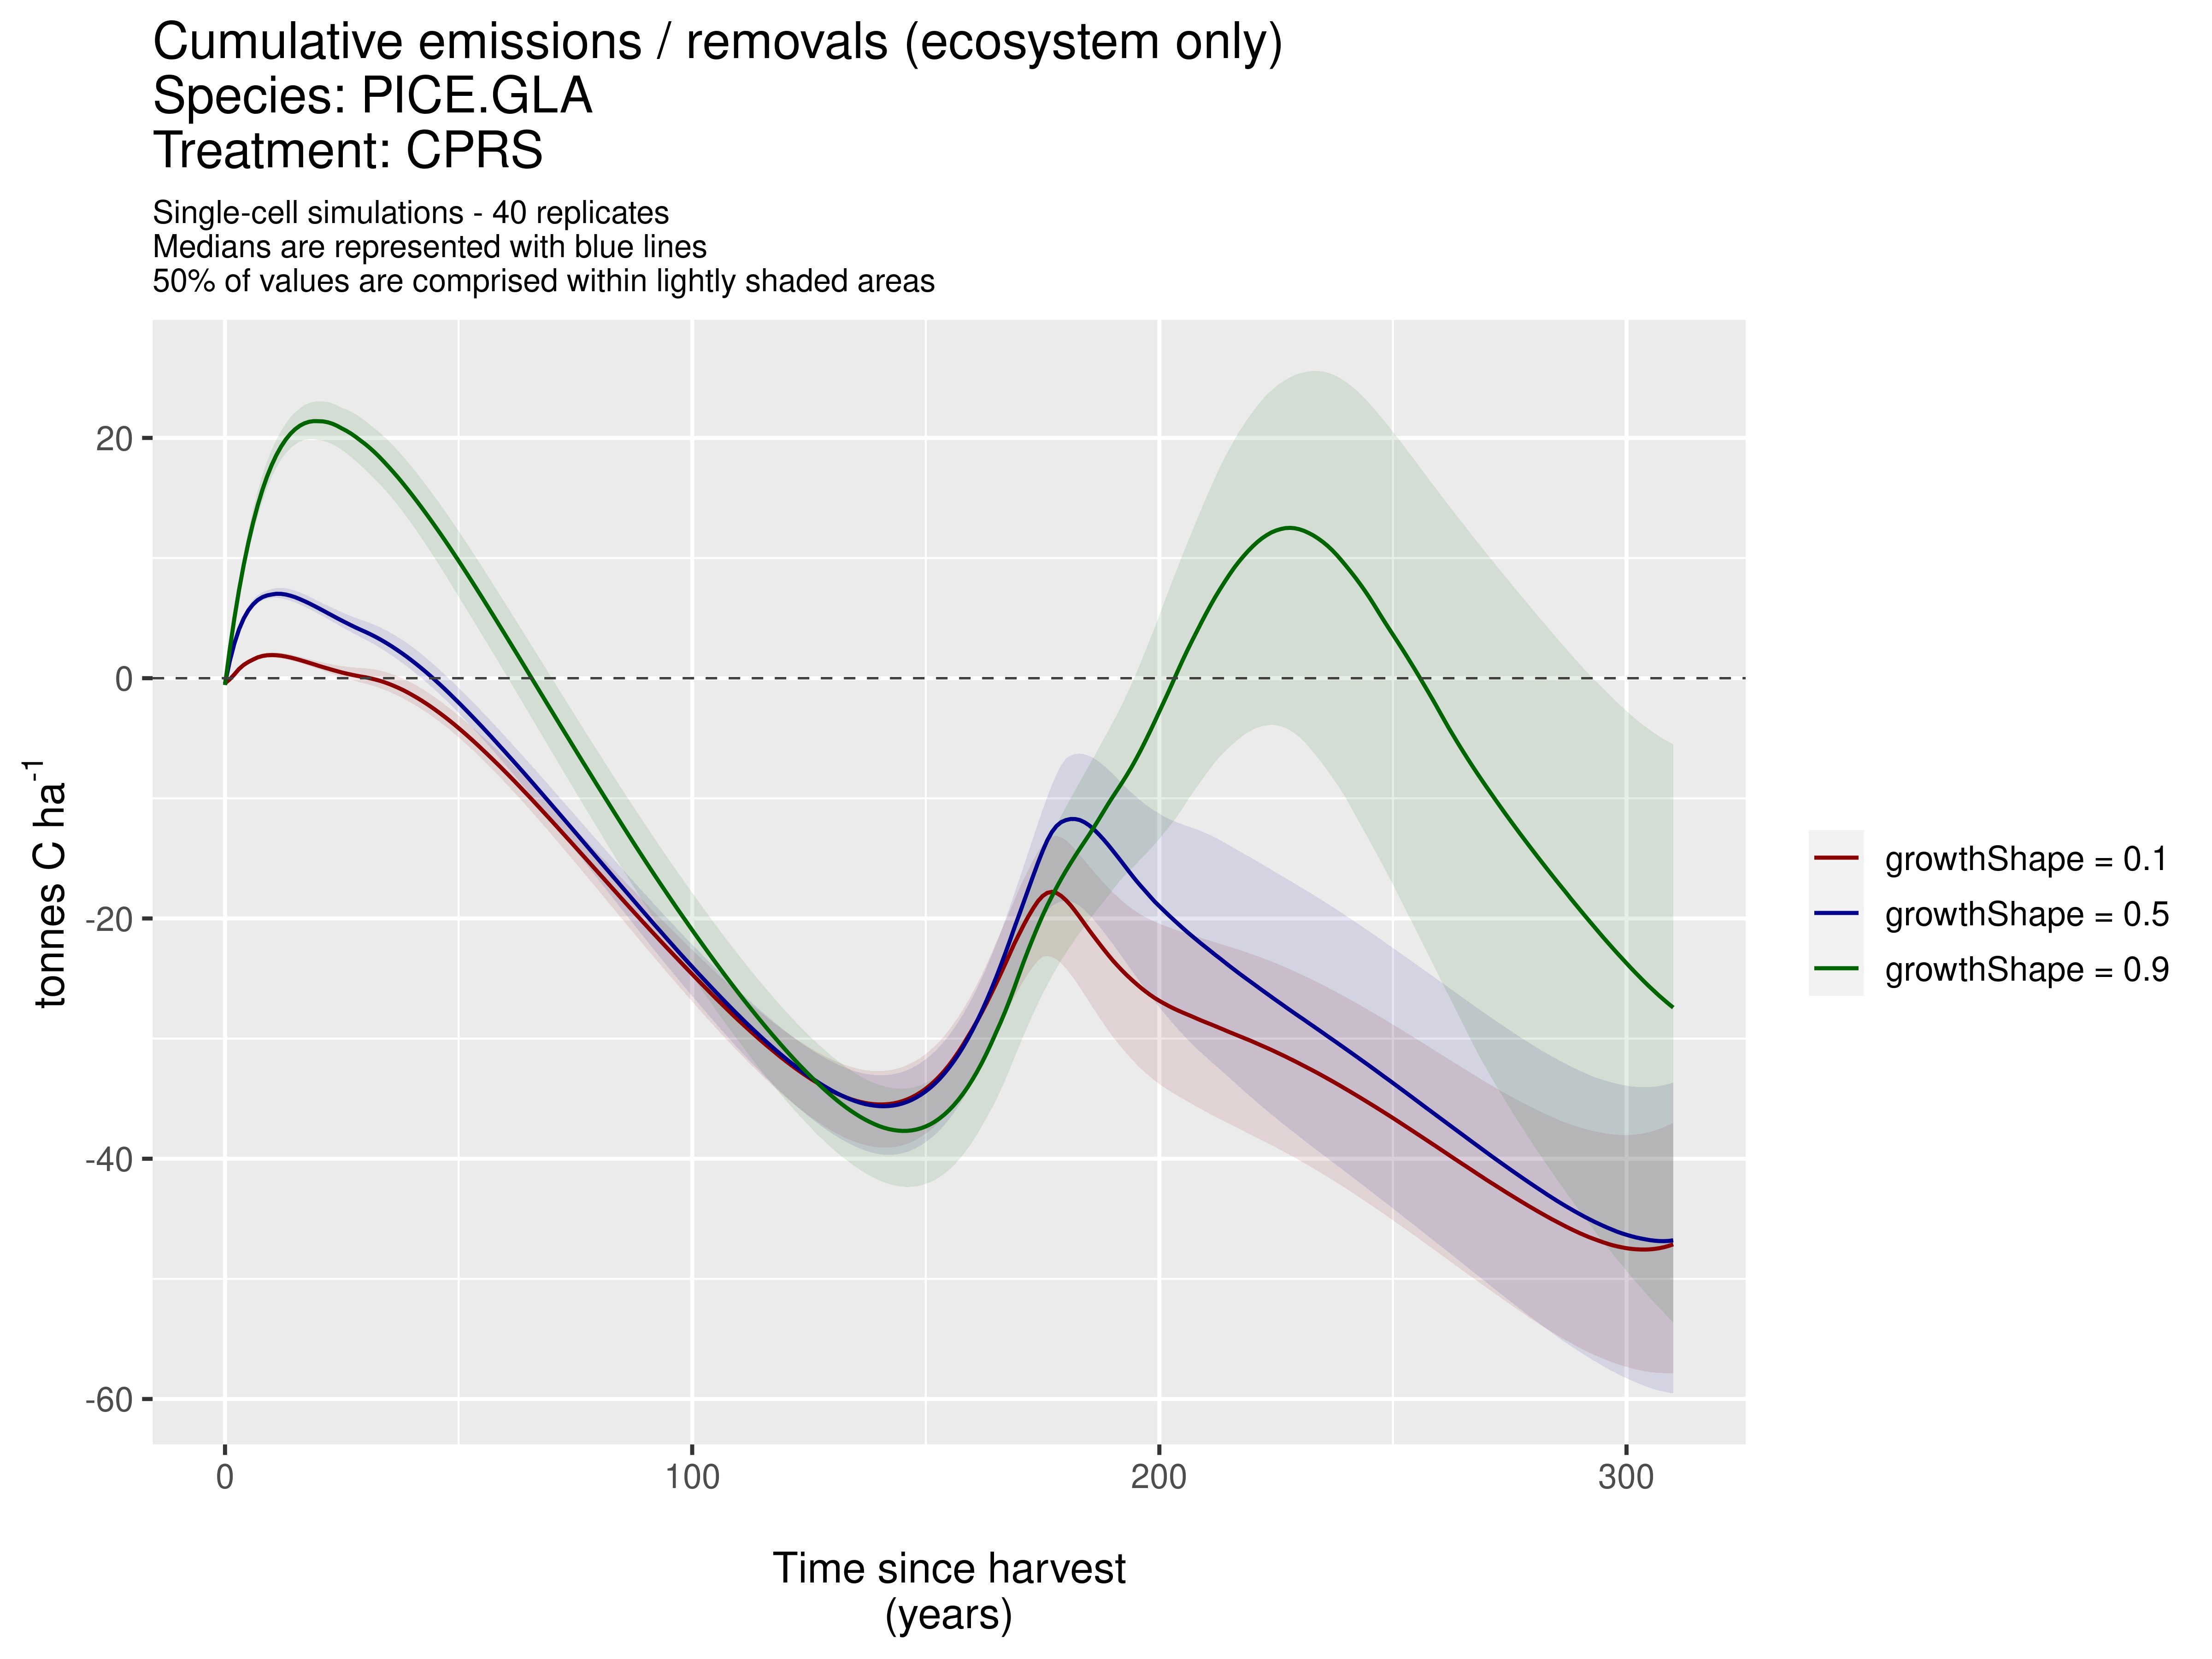 Cumulative emissions / removals (ecosystem only)
Species: PICE.GLA
Treatment: CPRS
Single-cell simulations - 40 replicates
Medians are represented with blue lines
50% of values are comprised within lightly shaded areas
tonnes C ha⁻¹
20
0
-20
-40
-60
0
100
200
300
Time since harvest
(years)
growthShape = 0.1
growthShape = 0.5
growthShape = 0.9